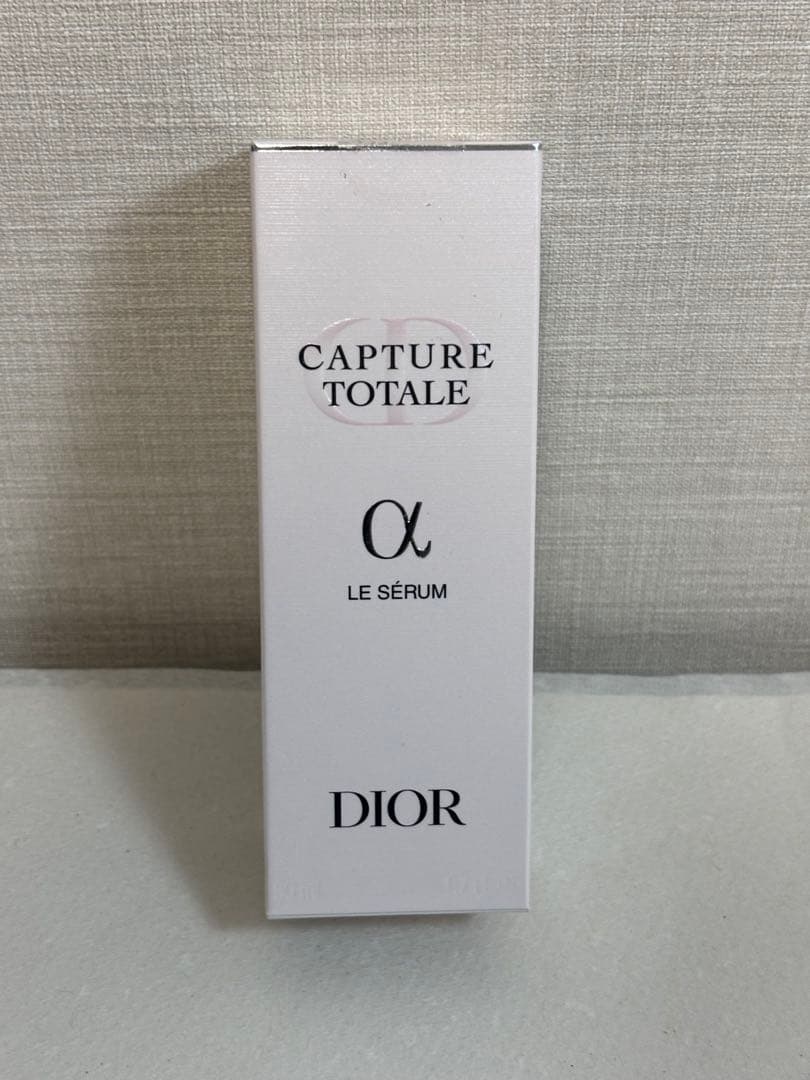 CAPTURE
TOTALE
α
LE SÉRUM
DIOR